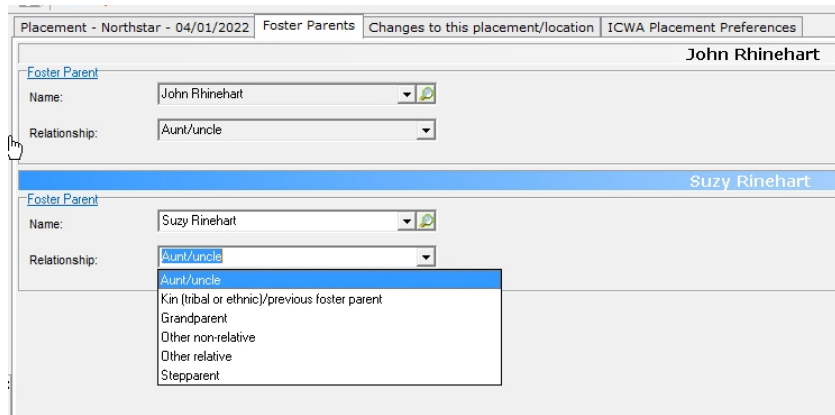 Placement - Northstar - 04/01/2022 Foster Parents Changes to this placement/location ICWA Placement Preferences
John Rhinehart
Foster Parent
Name: John Rhinehart
Relationship: Aunt/uncle
Suzy Rinehart
Foster Parent
Name: Suzy Rinehart
Relationship: Aunt/uncle
Aunt/uncle
Kin (tribal or ethnic)/previous foster parent
Grandparent
Other non-relative
Other relative
Stepparent